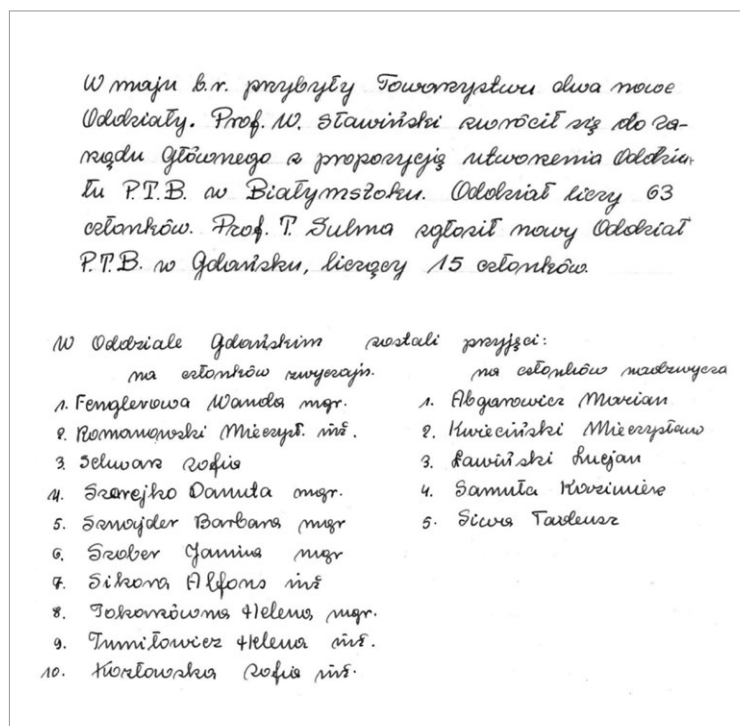 W maju b.r. przybyły Towarzystwu dwa nowe
Oddziały. Prof. W. Sławiński zwrócił się do Za-
rządu Głównego z propozycją utworzenia Oddzia-
łu P.T.B. w Białymstoku. Oddział liczy 63
członków. Prof. T. Sulma zgłosił nowy Oddział
P.T.B. w Gdańsku, liczący 15 członków.
W Oddziale Gdańskim zostali przyjęci:
na członków zwyczajn.
1. Fenglerowa Wanda mgr.
2. Romanowski Mieczysł. inż.
3. Schwarz Zofia
4. Szarejko Danuta mgr.
5. Sznajder Barbara mgr
6. Szober Janina mgr
7. Sikora Alfons inż
8. Tokarzówna Helena, mgr.
9. Tumiłowicz Helena inż.
10. Kozłowska Zofia inż.
na członków nadzwycza
1. Abgarowicz Marian
2. Kwieciński Mieczysław
3. Ławiński Lucjan
4. Samuła Kazimierz
5. Siwa Tadeusz